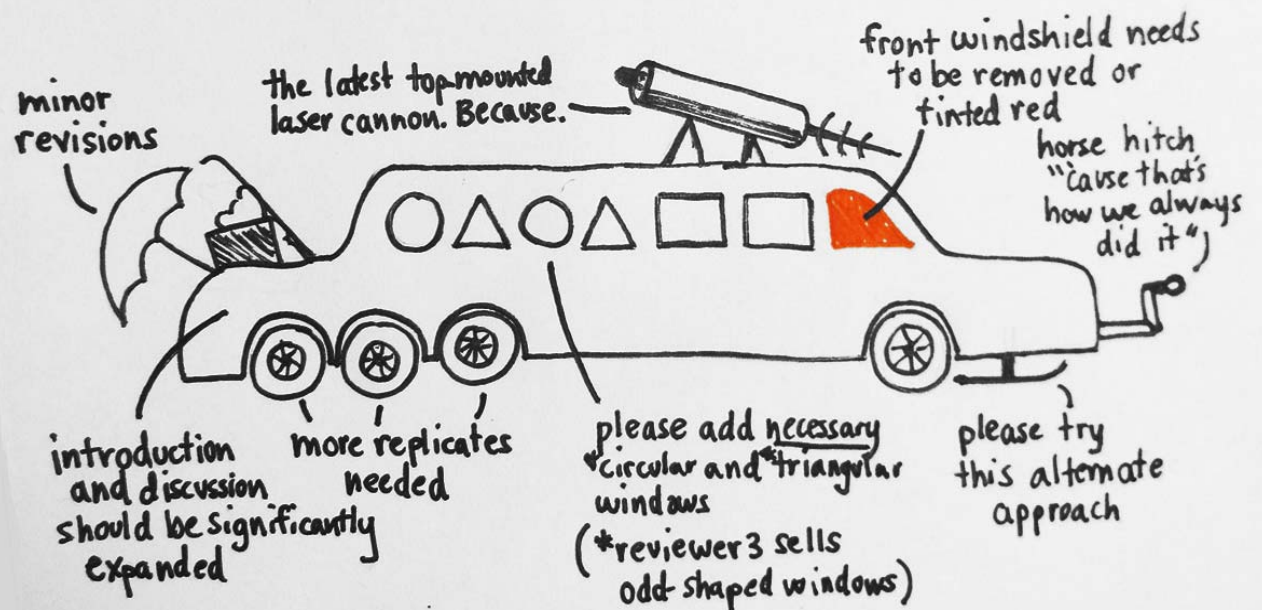 minor
revisions
the latest top mounted
laser cannon. Because.
front windshield needs
to be removed or
tinted red
horse hitch
"'cause that's
how we always
did it"
introduction
and discussion
should be significantly
expanded
more replicates
needed
please add necessary
*circular and *triangular
windows
(*reviewer 3 sells
odd-shaped windows)
please try
this alternate
approach